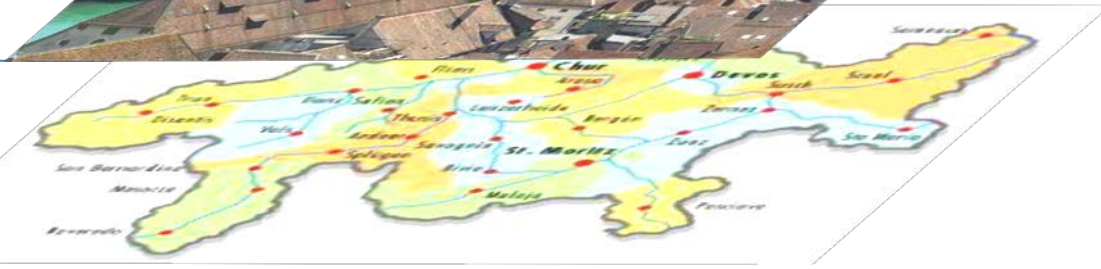 Samnaun
Chur
Davos
Scuol
Flims
Arosa
Susch
Trun
Ilanz
Safien
Lenzerheide
Zernez
Disentis
Thusis
Bergün
Vals
Andeer
Sta. Maria
Savognin
St. Moritz
Zuoz
Splügen
San Bernardino
Bivio
Mesocco
Maloja
Poschiavo
Roveredo